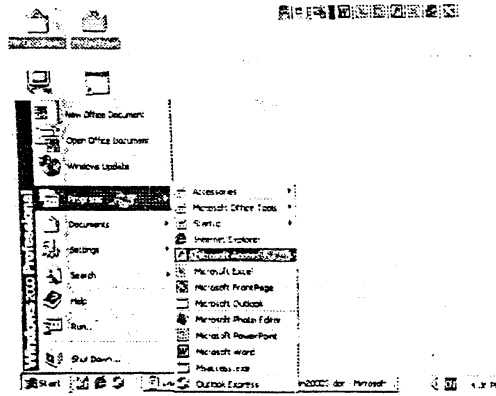 New Office Document
Open Office Document
Windows Update
Programs
Documents
Settings
Search
Help
Run...
Shut Down...
Windows 2000 Professional
Accessories
Microsoft Office Tools
Startup
Internet Explorer
Microsoft Access
Microsoft Excel
Microsoft FrontPage
Microsoft Outlook
Microsoft Photo Editor
Microsoft PowerPoint
Microsoft Word
Outlook Express
Start
Microsoft